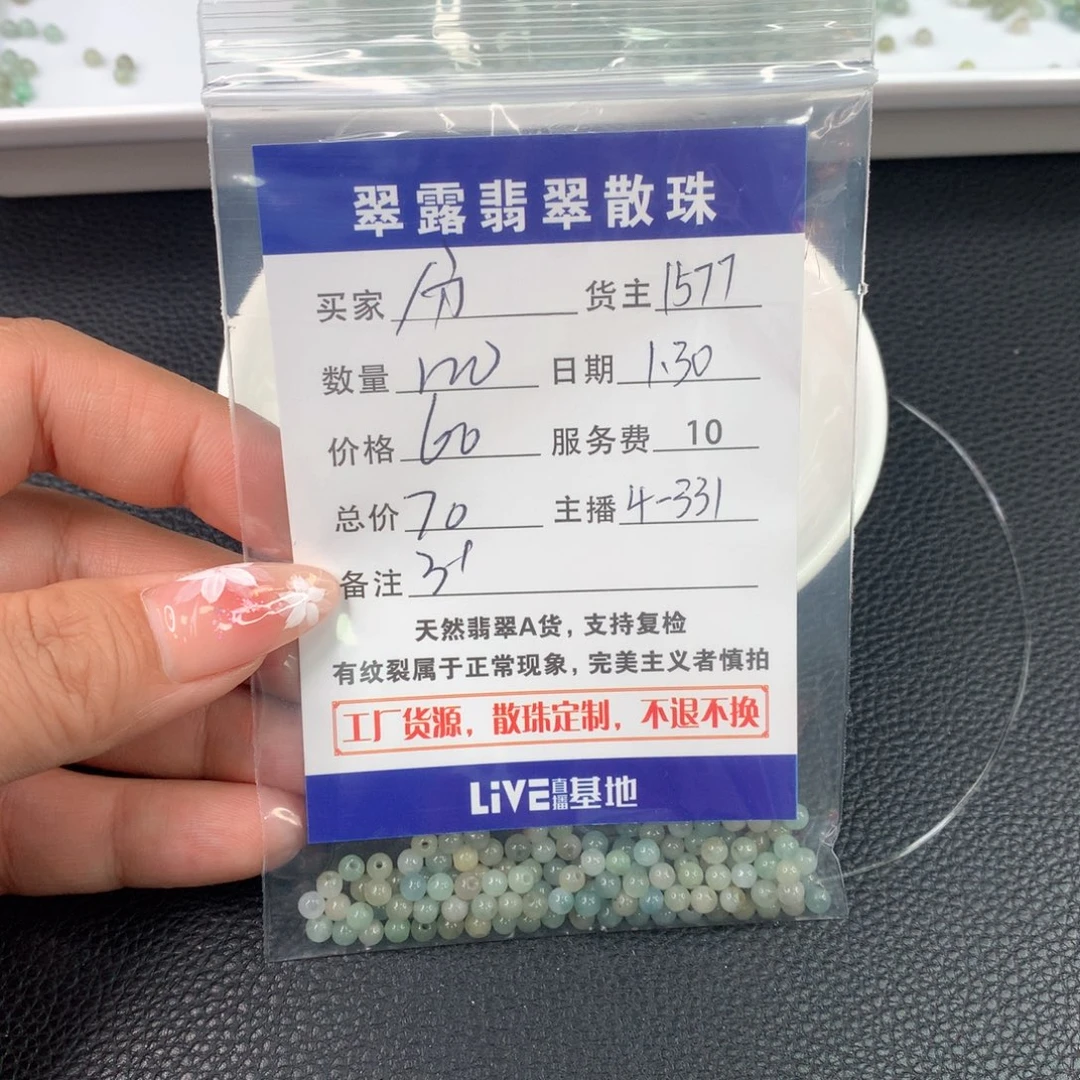 翠露翡翠散珠
买家 货主 1577
数量 100 日期 1.30
价格 60 服务费 10
总价 70 主播 4-331
备注
天然翡翠A货，支持复检
有纹裂属于正常现象，完美主义者慎拍
工厂货源，散珠定制，不退不换
LiVE直播基地